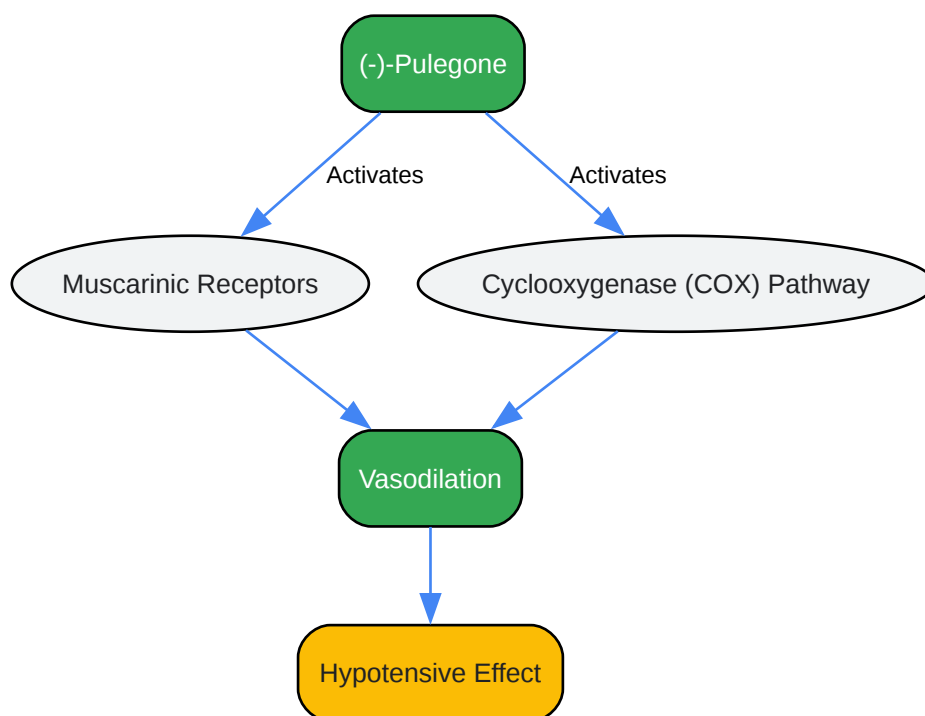 (-)-Pulegone
Activates
Activates
Muscarinic Receptors
Cyclooxygenase (COX) Pathway
Vasodilation
Hypotensive Effect